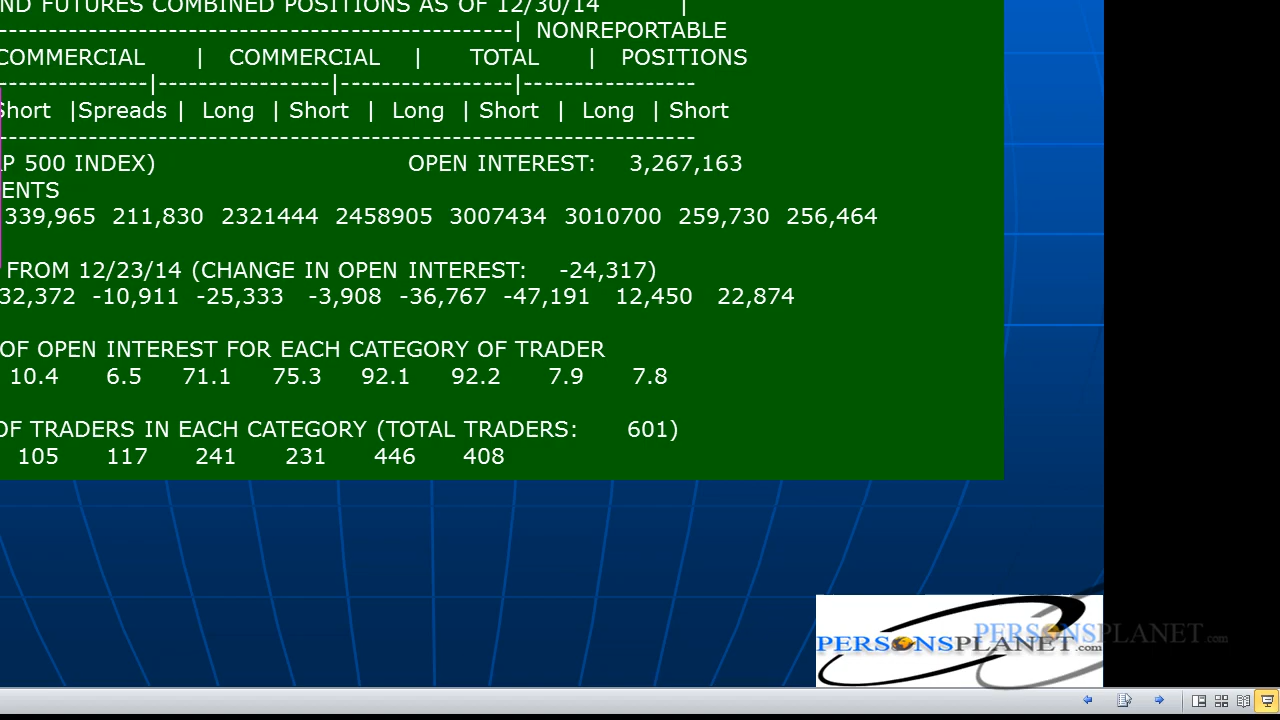 ND FUTURES COMBINED POSITIONS AS OF 12/30/14 |
--------------------------------------------------| NONREPORTABLE
COMMERCIAL | COMMERCIAL | TOTAL | POSITIONS
---------------|-----------------|-----------------|-----------------
Short |Spreads | Long | Short | Long | Short | Long | Short
---------------------------------------------------------------------
P 500 INDEX) OPEN INTEREST: 3,267,163
ENTS
339,965 211,830 2321444 2458905 3007434 3010700 259,730 256,464
FROM 12/23/14 (CHANGE IN OPEN INTEREST: -24,317)
32,372 -10,911 -25,333 -3,908 -36,767 -47,191 12,450 22,874
OF OPEN INTEREST FOR EACH CATEGORY OF TRADER
10.4 6.5 71.1 75.3 92.1 92.2 7.9 7.8
OF TRADERS IN EACH CATEGORY (TOTAL TRADERS: 601)
105 117 241 231 446 408
PERSONSPLANET.com
PERSONSPLANET.com